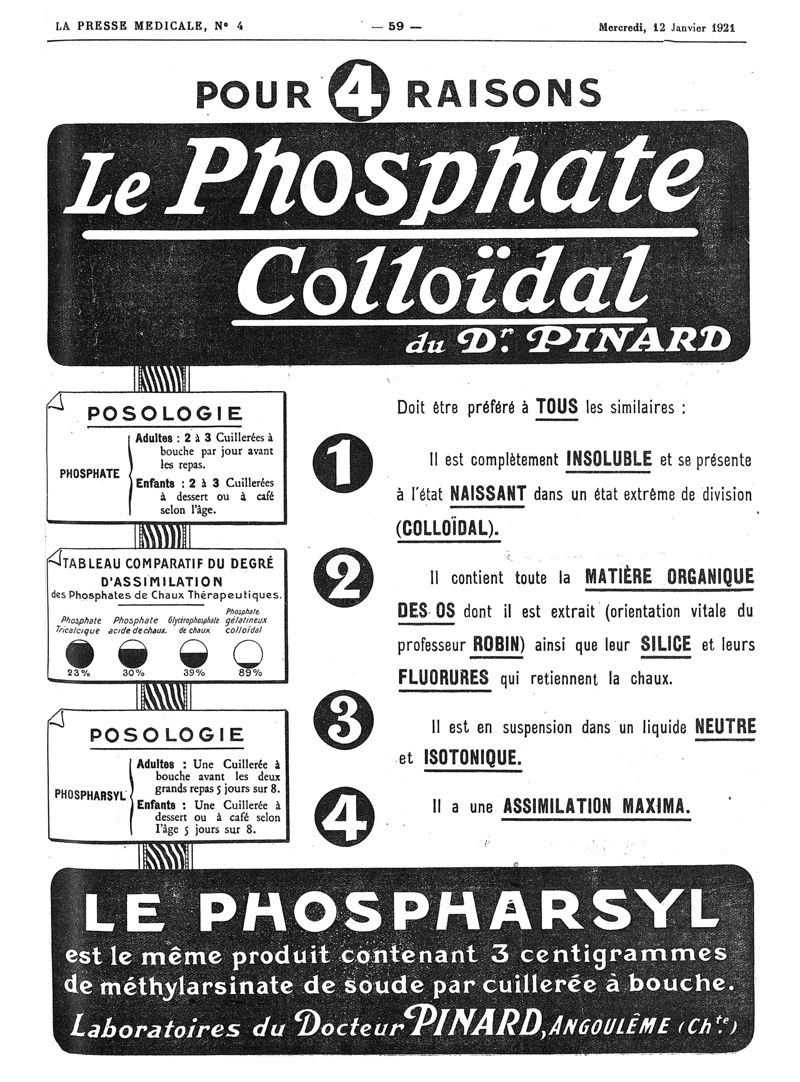 LA PRESSE MEDICALE, N° 4 — 59 — Mercredi, 12 Janvier 1921
POUR 4 RAISONS
Le Phosphate
Colloïdal
du Dr. PINARD
POSOLOGIE
PHOSPHATE
Adultes : 2 à 3 Cuillerées à
bouche par jour avant
les repas.
Enfants : 2 à 3 Cuillerées
à dessert ou à café
selon l'âge.
TABLEAU COMPARATIF DU DEGRÉ
D'ASSIMILATION
des Phosphates de Chaux Thérapeutiques.
Phosphate Tricalcique
Phosphate acide de chaux.
Glycérophosphate de chaux
Phosphate gélatineux colloïdal
23% 30% 39% 89%
POSOLOGIE
PHOSPHARSYL
Adultes : Une Cuillerée à
bouche avant les deux
grands repas 5 jours sur 8.
Enfants : Une Cuillerée à
dessert ou à café selon
l'âge 5 jours sur 8.
Doit être préféré à TOUS les similaires :
1
Il est complètement INSOLUBLE et se présente
à l'état NAISSANT dans un état extrême de division
(COLLOÏDAL).
2
Il contient toute la MATIÈRE ORGANIQUE
DES OS dont il est extrait (orientation vitale du
professeur ROBIN) ainsi que leur SILICE et leurs
FLUORURES qui retiennent la chaux.
3
Il est en suspension dans un liquide NEUTRE
et ISOTONIQUE.
4
Il a une ASSIMILATION MAXIMA.
LE PHOSPHARSYL
est le même produit contenant 3 centigrammes
de méthylarsinate de soude par cuillerée à bouche.
Laboratoires du Docteur PINARD, ANGOULÊME (Chte.)